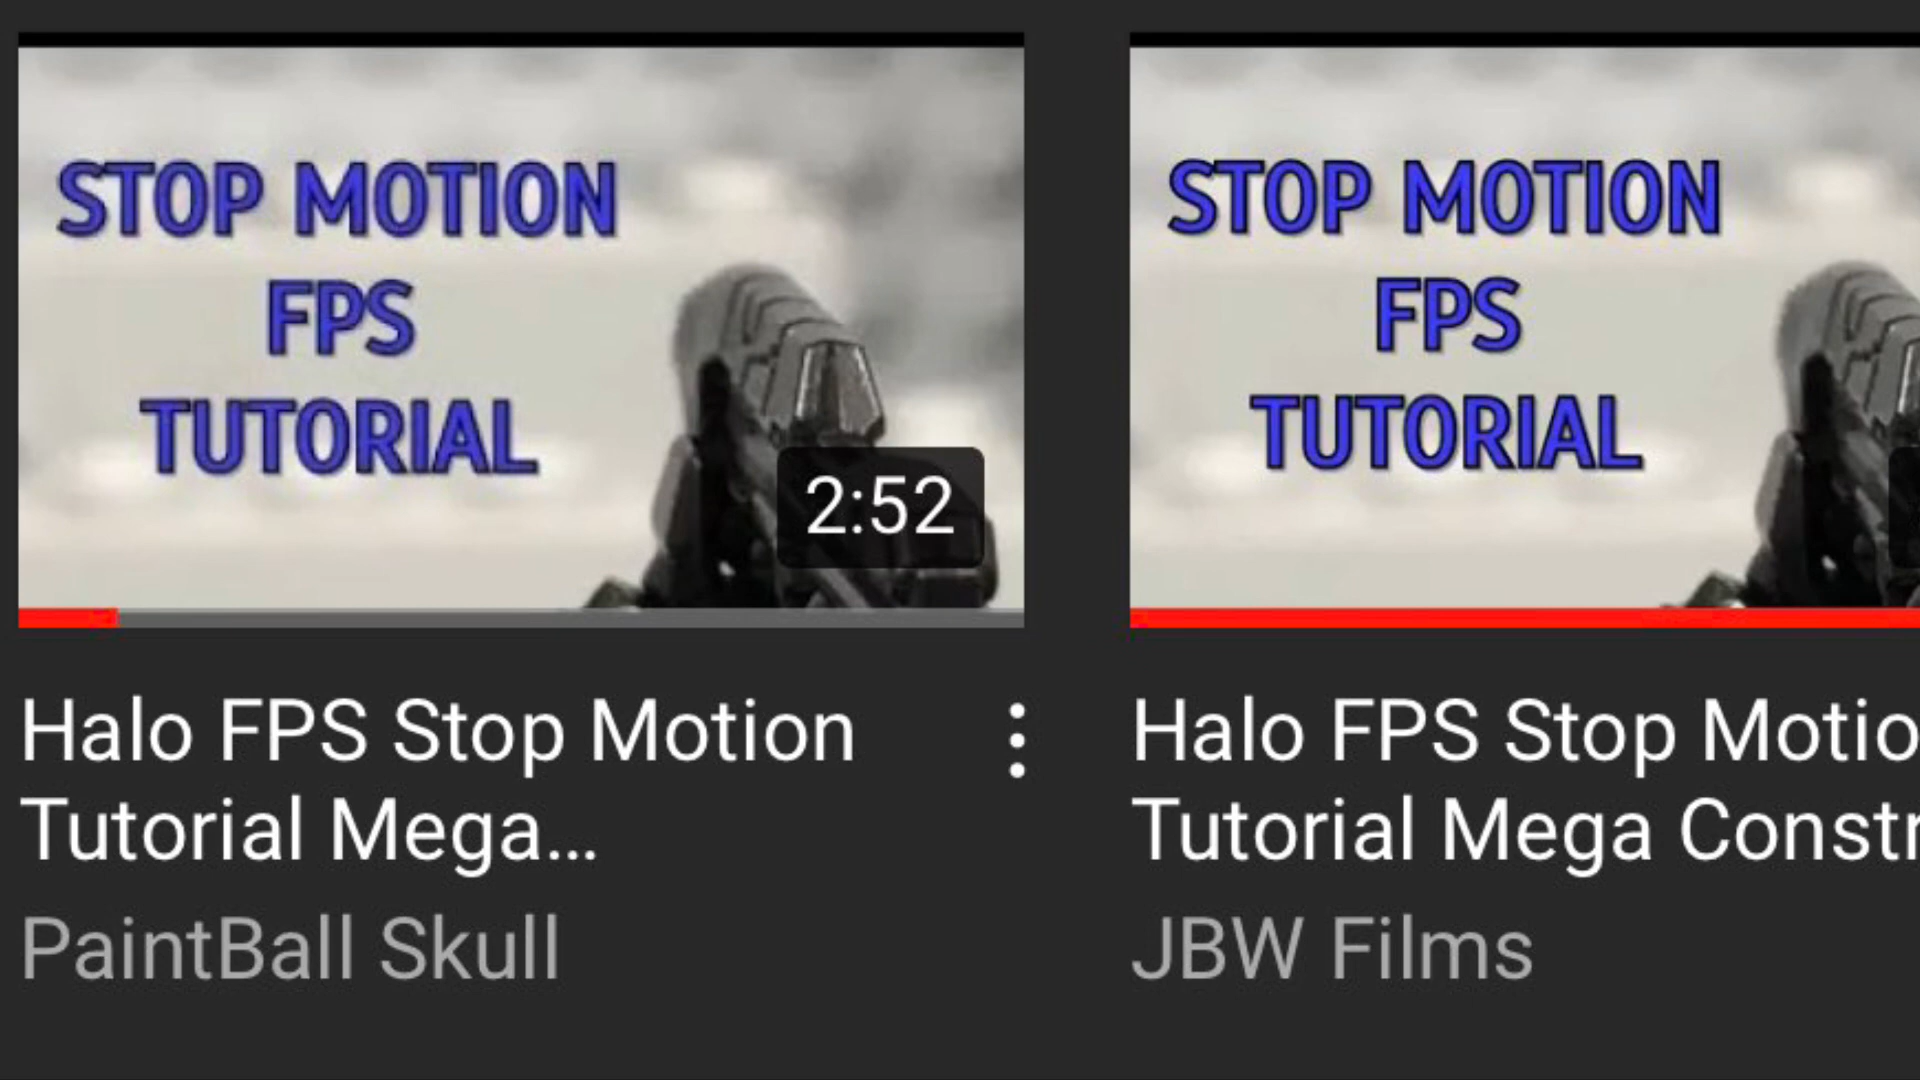 STOP MOTION
FPS
TUTORIAL
2:52
Halo FPS Stop Motion
Tutorial Mega...
PaintBall Skull
STOP MOTION
FPS
TUTORIAL
Halo FPS Stop Motio
Tutorial Mega Constr
JBW Films